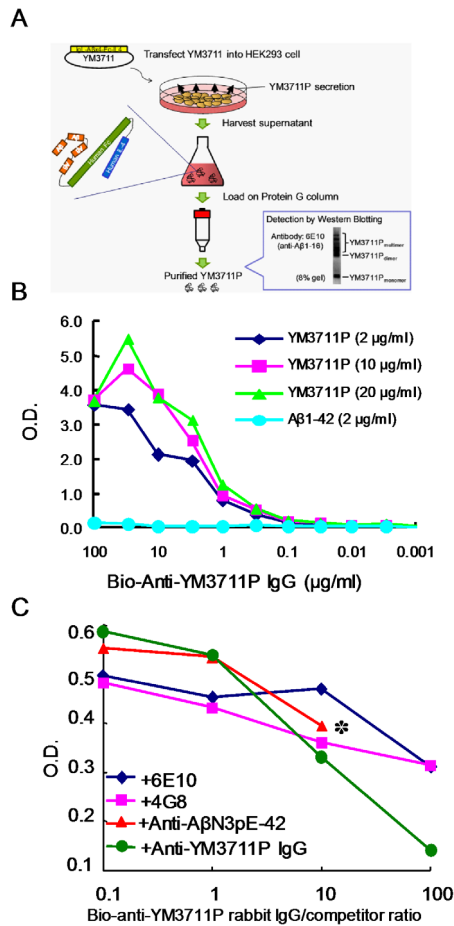 A
YM3711
Transfect YM3711 into HEK293 cell
YM3711P secretion
Harvest supernatant
Human Fc
Human IL-4
Load on Protein G column
Detection by Western Blotting
Antibody: 6E10
(anti-Aβ1-16)
YM3711Pmultimer
YM3711Pdimer
(8% gel)
YM3711Pmonomer
Purified YM3711P
B
6.0
5.0
4.0
3.0
2.0
1.0
0.0
O.D.
YM3711P (2 µg/ml)
YM3711P (10 µg/ml)
YM3711P (20 µg/ml)
Aβ1-42 (2 µg/ml)
100 10 1 0.1 0.01 0.001
Bio-Anti-YM3711P IgG (µg/ml)
C
0.6
0.5
0.4
0.3
0.2
0.1
O.D.
✽
+6E10
+4G8
+Anti-AβN3pE-42
+Anti-YM3711P IgG
0.1 1 10 100
Bio-anti-YM3711P rabbit IgG/competitor ratio